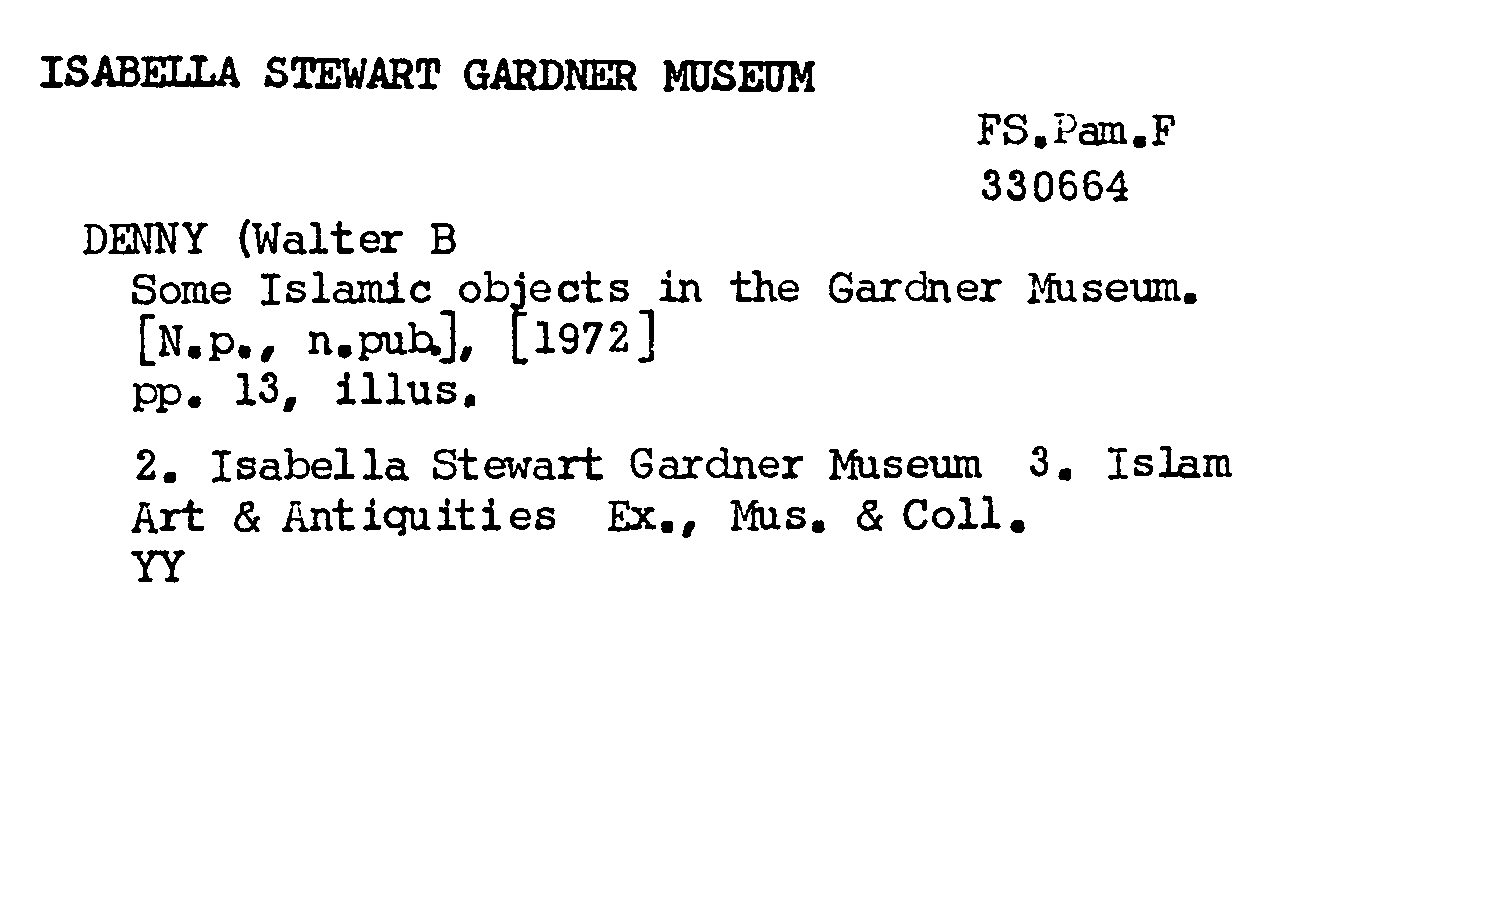 ISABELLA STEWART GARDNER MUSEUM
FS.Pam.F
330664
DENNY (Walter B
Some Islamic objects in the Gardner Museum.
[N.p., n.pub.], [1972]
pp. 13, illus.
2. Isabella Stewart Gardner Museum 3. Islam
Art & Antiquities Ex., Mus. & Coll.
YY